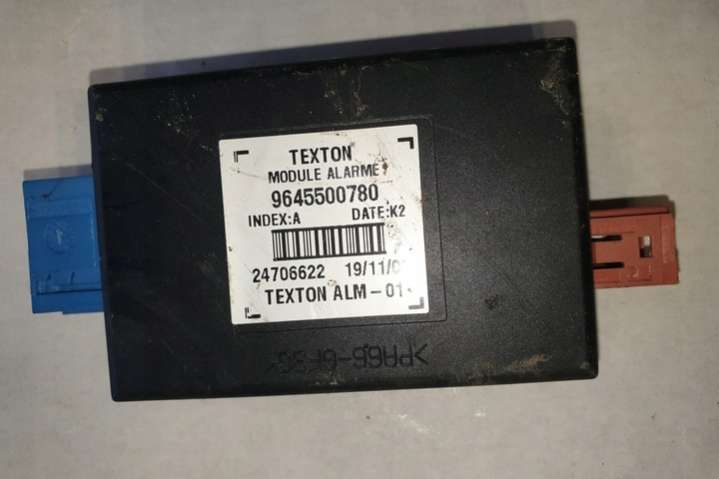 TEXTON
MODULE ALARME
9645500780
INDEX:A DATE:K2
24706622 19/11/0
TEXTON ALM-01